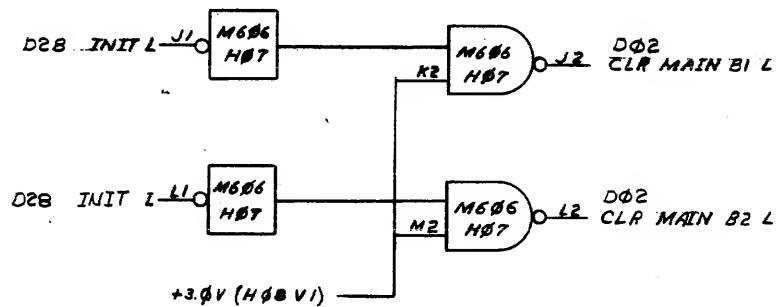 D28 INIT L
J1
M6Ø6
HØ7
M6Ø6
HØ7
K2
J2
DØ2
CLR MAIN B1 L
D28 INIT L
L1
M6Ø6
HØ7
M6Ø6
HØ7
M2
L2
DØ2
CLR MAIN B2 L
+3.ØV (HØ8 V1)